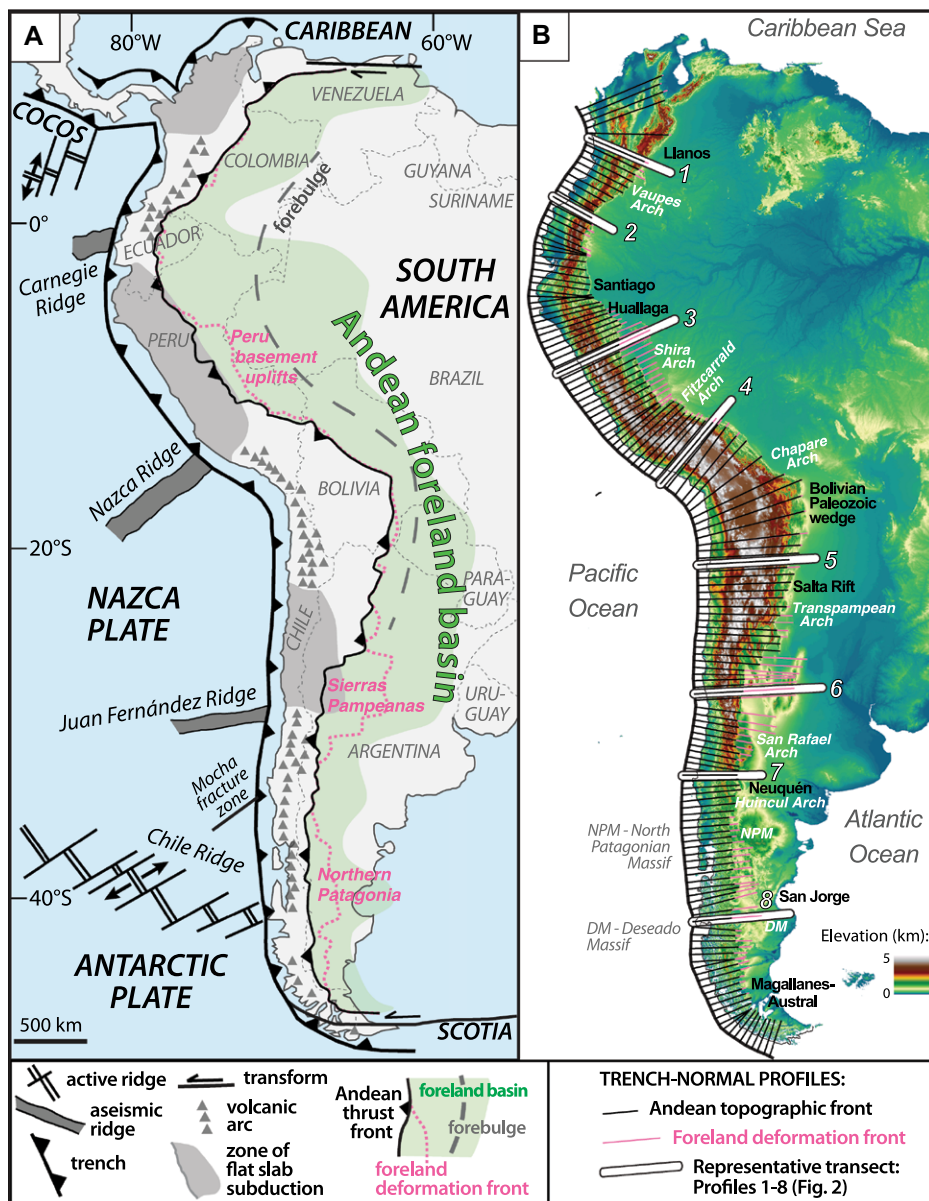 A
80°W
CARIBBEAN
60°W
VENEZUELA
COCOS
COLOMBIA
GUYANA
SURINAME
forebulge
0°
ECUADOR
Carnegie
Ridge
SOUTH
AMERICA
PERU
Peru
basement
uplifts
BRAZIL
Andean foreland basin
Nazca Ridge
BOLIVIA
20°S
NAZCA
PLATE
PARA-
GUAY
CHILE
Juan Fernández Ridge
Sierras
Pampeanas
URU-
GUAY
ARGENTINA
Mocha
fracture
zone
Chile Ridge
Northern
Patagonia
40°S
ANTARCTIC
PLATE
500 km
SCOTIA
B
Caribbean Sea
Llanos
1
Vaupes
Arch
2
Santiago
Huallaga
3
Shira
Arch
Fitzcarrald
Arch
4
Chapare
Arch
Bolivian
Paleozoic
wedge
5
Pacific
Ocean
Salta Rift
Transpampean
Arch
6
San Rafael
Arch
7
Neuquén
Huincul Arch
NPM - North
Patagonian
Massif
NPM
Atlantic
Ocean
8
San Jorge
DM - Deseado
Massif
DM
Elevation (km):
5
0
Magallanes-
Austral
active ridge
aseismic
ridge
trench
transform
volcanic
arc
zone of
flat slab
subduction
Andean
thrust
front
foreland basin
forebulge
foreland
deformation front
TRENCH-NORMAL PROFILES:
Andean topographic front
Foreland deformation front
Representative transect:
Profiles 1-8 (Fig. 2)